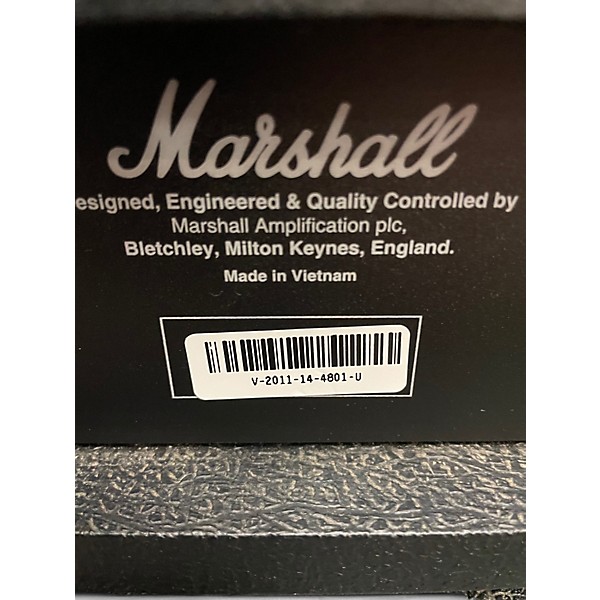 Marshall
esigned, Engineered & Quality Controlled by
Marshall Amplification plc,
Bletchley, Milton Keynes, England.
Made in Vietnam
V-2011-14-4801-U